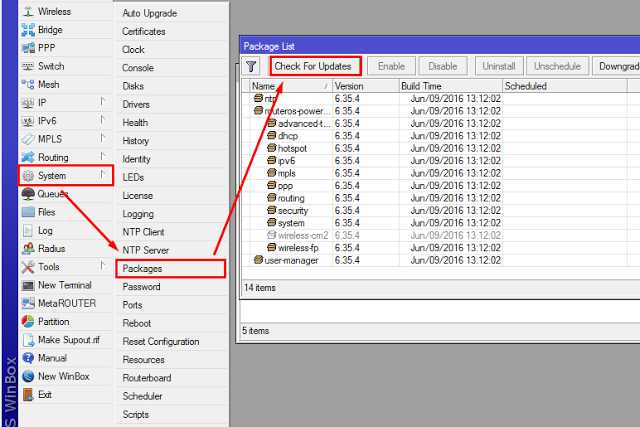 Wireless
Bridge
PPP
Switch
Mesh
IP
IPv6
MPLS
Routing
System
Queues
Files
Log
Radius
Tools
New Terminal
MetaROUTER
Partition
Make Supout.rif
Manual
New WinBox
Exit
S WinBox
Auto Upgrade
Certificates
Clock
Console
Disks
Drivers
Health
History
Identity
LEDs
License
Logging
NTP Client
NTP Server
Packages
Password
Ports
Reboot
Reset Configuration
Resources
Routerboard
Scheduler
Scripts
Package List
Check For Updates Enable Disable Uninstall Unschedule Downgrad
Name / Version Build Time Scheduled
ntp 6.35.4 Jun/09/2016 13:12:02
routeros-power... 6.35.4 Jun/09/2016 13:12:02
advanced-t... 6.35.4 Jun/09/2016 13:12:02
dhcp 6.35.4 Jun/09/2016 13:12:02
hotspot 6.35.4 Jun/09/2016 13:12:02
ipv6 6.35.4 Jun/09/2016 13:12:02
mpls 6.35.4 Jun/09/2016 13:12:02
ppp 6.35.4 Jun/09/2016 13:12:02
routing 6.35.4 Jun/09/2016 13:12:02
security 6.35.4 Jun/09/2016 13:12:02
system 6.35.4 Jun/09/2016 13:12:02
wireless-cm2 6.35.4 Jun/09/2016 13:12:02
wireless-fp 6.35.4 Jun/09/2016 13:12:02
user-manager 6.35.4 Jun/09/2016 13:12:02
14 items
5 items